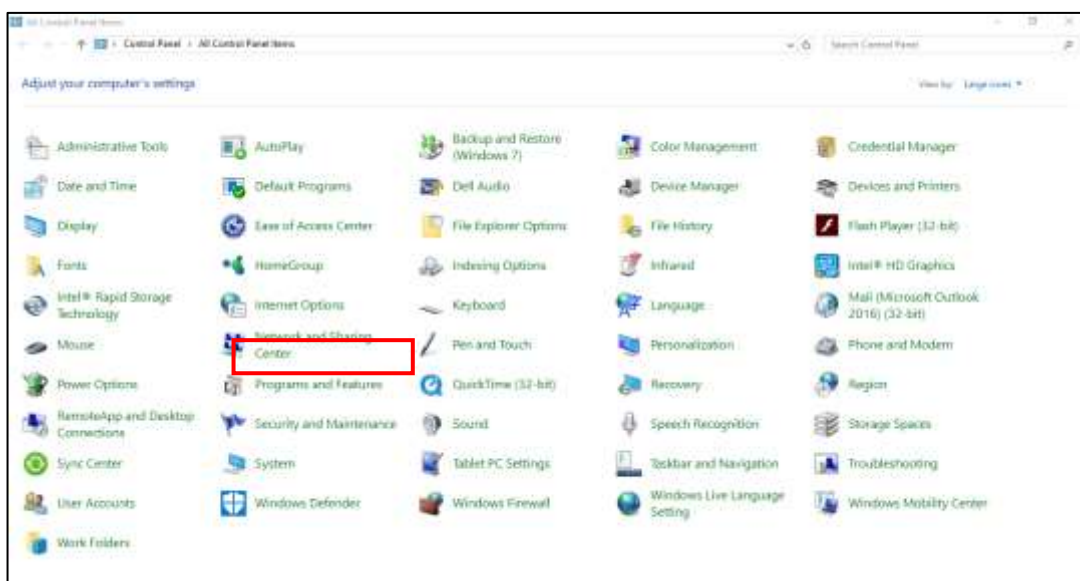 All Control Panel Items
Control Panel › All Control Panel Items
Search Control Panel
Adjust your computer's settings
View by: Large icons
Administrative Tools
AutoPlay
Backup and Restore
(Windows 7)
Color Management
Credential Manager
Date and Time
Default Programs
Dell Audio
Device Manager
Devices and Printers
Display
Ease of Access Center
File Explorer Options
File History
Flash Player (32-bit)
Fonts
HomeGroup
Indexing Options
Infrared
Intel® HD Graphics
Intel® Rapid Storage
Technology
Internet Options
Keyboard
Language
Mail (Microsoft Outlook
2016) (32-bit)
Mouse
Network and Sharing
Center
Pen and Touch
Personalization
Phone and Modem
Power Options
Programs and Features
QuickTime (32-bit)
Recovery
Region
RemoteApp and Desktop
Connections
Security and Maintenance
Sound
Speech Recognition
Storage Spaces
Sync Center
System
Tablet PC Settings
Taskbar and Navigation
Troubleshooting
User Accounts
Windows Defender
Windows Firewall
Windows Live Language
Setting
Windows Mobility Center
Work Folders